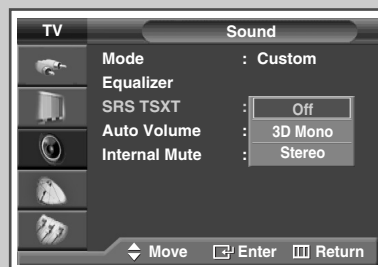 TV Sound
Mode : Custom
Equalizer
SRS TSXT : Off
Auto Volume : 3D Mono
Internal Mute : Stereo
Move Enter Return